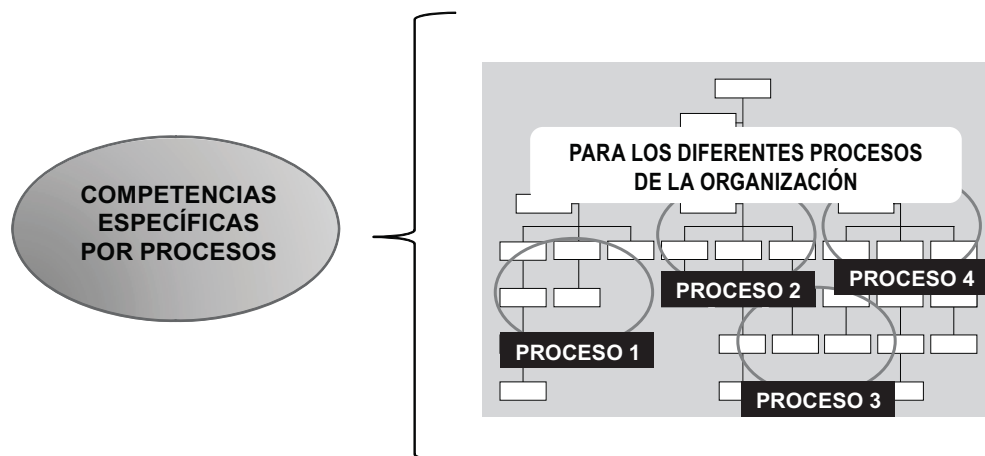 COMPETENCIAS
ESPECÍFICAS
POR PROCESOS
PARA LOS DIFERENTES PROCESOS
DE LA ORGANIZACIÓN
PROCESO 1
PROCESO 2
PROCESO 3
PROCESO 4